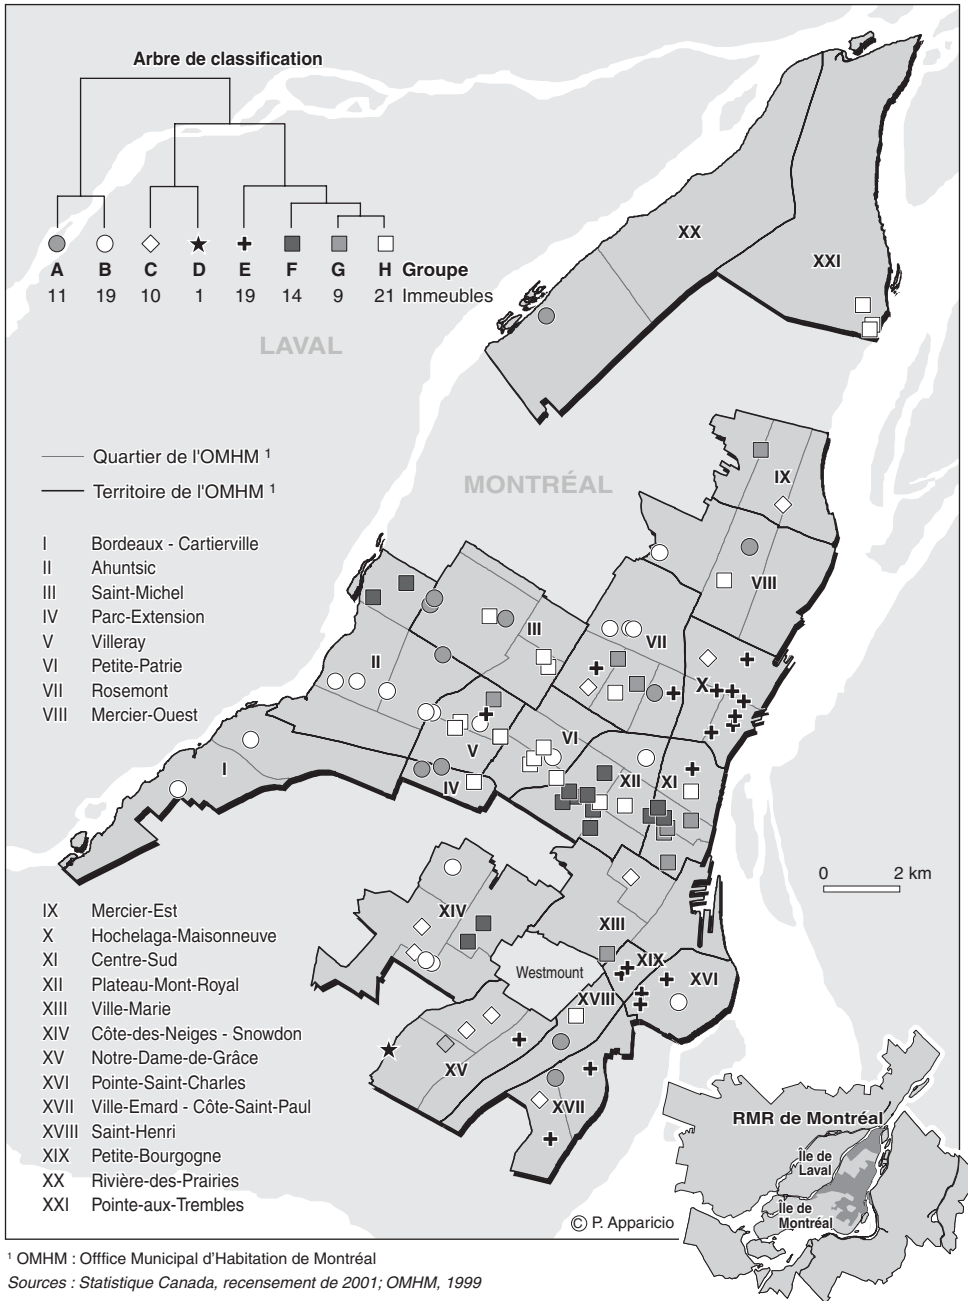 Arbre de classification
A B C D E F G H Groupe
11 19 10 1 19 14 9 21 Immeubles
LAVAL
XX
XXI
Quartier de l'OMHM ¹
Territoire de l'OMHM ¹
MONTRÉAL
I Bordeaux - Cartierville
II Ahuntsic
III Saint-Michel
IV Parc-Extension
V Villeray
VI Petite-Patrie
VII Rosemont
VIII Mercier-Ouest
IX
VIII
III
VII
II
X
VI
V
I
IV
XII
XI
0 2 km
IX Mercier-Est
X Hochelaga-Maisonneuve
XI Centre-Sud
XII Plateau-Mont-Royal
XIII Ville-Marie
XIV Côte-des-Neiges - Snowdon
XV Notre-Dame-de-Grâce
XVI Pointe-Saint-Charles
XVII Ville-Emard - Côte-Saint-Paul
XVIII Saint-Henri
XIX Petite-Bourgogne
XX Rivière-des-Prairies
XXI Pointe-aux-Trembles
XIV
XIII
Westmount
XIX
XVI
XVIII
XV
XVII
RMR de Montréal
Île de
Laval
Île de
Montréal
© P. Apparicio
¹ OMHM : Offfice Municipal d'Habitation de Montréal
Sources : Statistique Canada, recensement de 2001; OMHM, 1999